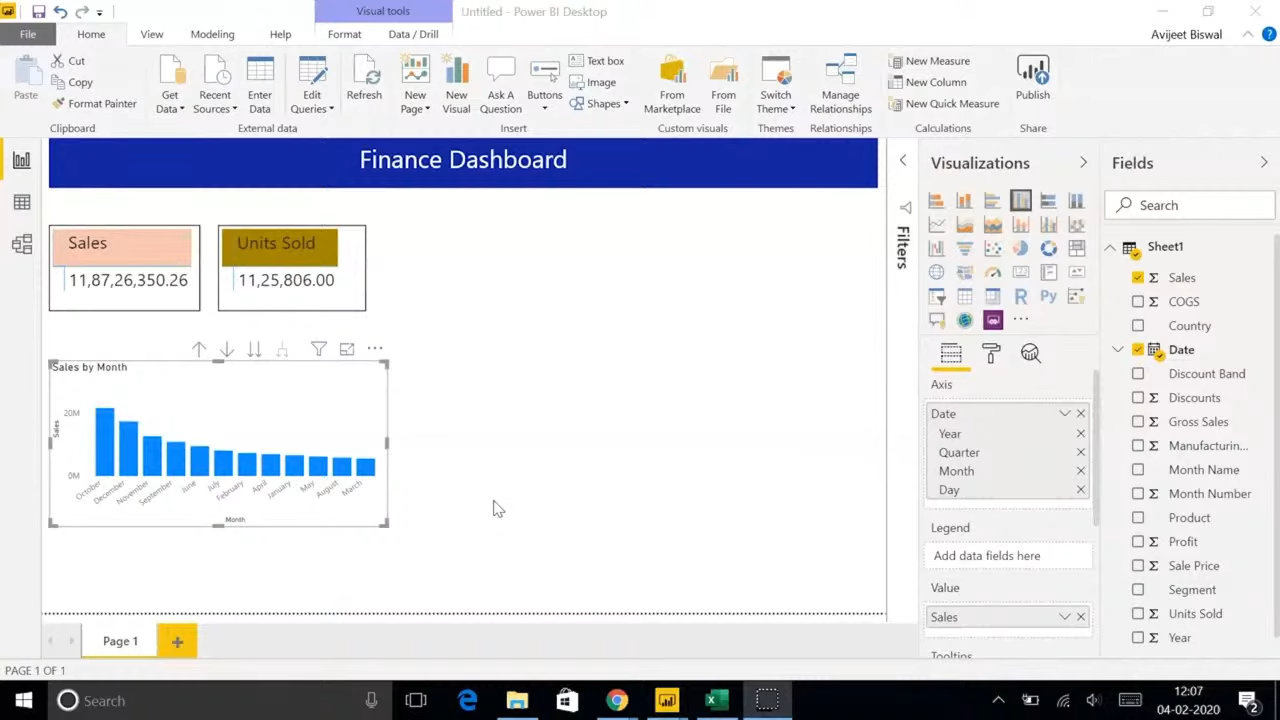 Visual tools
Untitled - Power BI Desktop
File
Home
View
Modeling
Help
Format
Data / Drill
Avijeet Biswal
Paste
Cut
Copy
Format Painter
Clipboard
Get Data
Recent Sources
Enter Data
Edit Queries
Refresh
External data
New Page
New Visual
Ask A Question
Buttons
Text box
Image
Shapes
Insert
From Marketplace
From File
Custom visuals
Switch Theme
Themes
Manage Relationships
Relationships
New Measure
New Column
New Quick Measure
Calculations
Publish
Share
Finance Dashboard
Sales
11,87,26,350.26
Units Sold
11,25,806.00
Sales by Month
Sales
20M
0M
October
December
November
September
June
July
February
April
January
May
August
March
Month
Filters
Visualizations
R
Py
Axis
Date
Year
Quarter
Month
Day
Legend
Add data fields here
Value
Sales
Tooltips
Fields
Search
Sheet1
Sales
COGS
Country
Date
Discount Band
Discounts
Gross Sales
Manufacturin...
Month Name
Month Number
Product
Profit
Sale Price
Segment
Units Sold
Year
Page 1
PAGE 1 OF 1
Search
12:07
04-02-2020
2